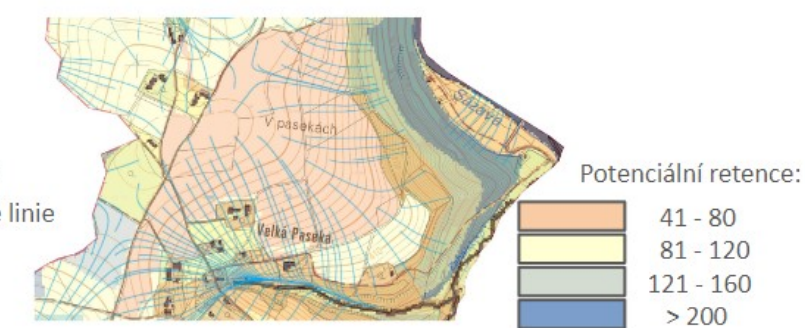 V pasekách
Sázava
Velká Paseka
linie
Potenciální retence:
41 - 80
81 - 120
121 - 160
> 200